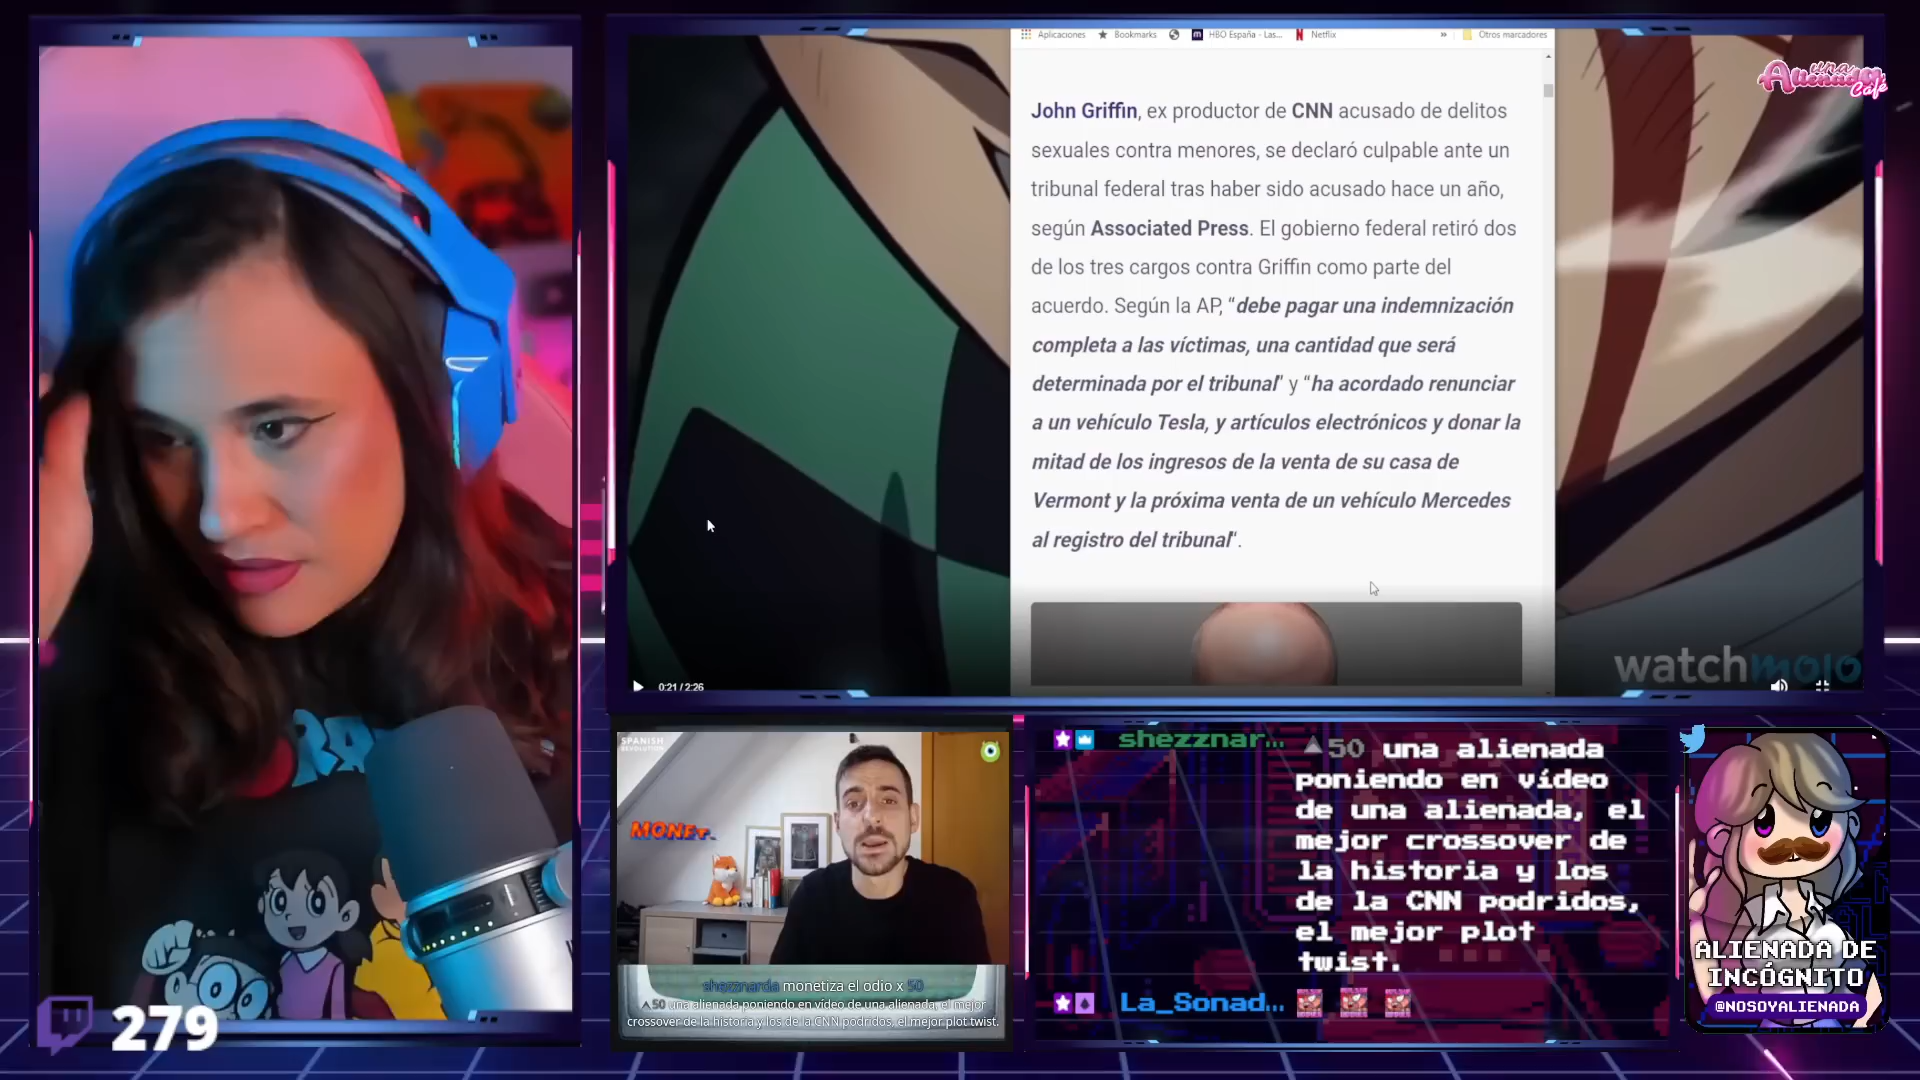 Aplicaciones
Bookmarks
HBO España - Las...
Netflix
»
Otros marcadores
una
Alienada
Café
John Griffin, ex productor de CNN acusado de delitos
sexuales contra menores, se declaró culpable ante un
tribunal federal tras haber sido acusado hace un año,
según Associated Press. El gobierno federal retiró dos
de los tres cargos contra Griffin como parte del
acuerdo. Según la AP, “debe pagar una indemnización
completa a las víctimas, una cantidad que será
determinada por el tribunal” y “ha acordado renunciar
a un vehículo Tesla, y artículos electrónicos y donar la
mitad de los ingresos de la venta de su casa de
Vermont y la próxima venta de un vehículo Mercedes
al registro del tribunal“.
watchmojo
0:21 / 2:26
SPANISH
REVOLUTION
shezznarda monetiza el odio x 50
50 una alienada poniendo en vídeo de una alienada, el mejor
crossover de la historia y los de la CNN podridos, el mejor plot twist.
shezznar...
50 una alienada
poniendo en vídeo
de una alienada, el
mejor crossover de
la historia y los
de la CNN podridos,
el mejor plot
twist.
La_Sonad...
ALIENADA DE
INCÓGNITO
@NOSOYALIENADA
279